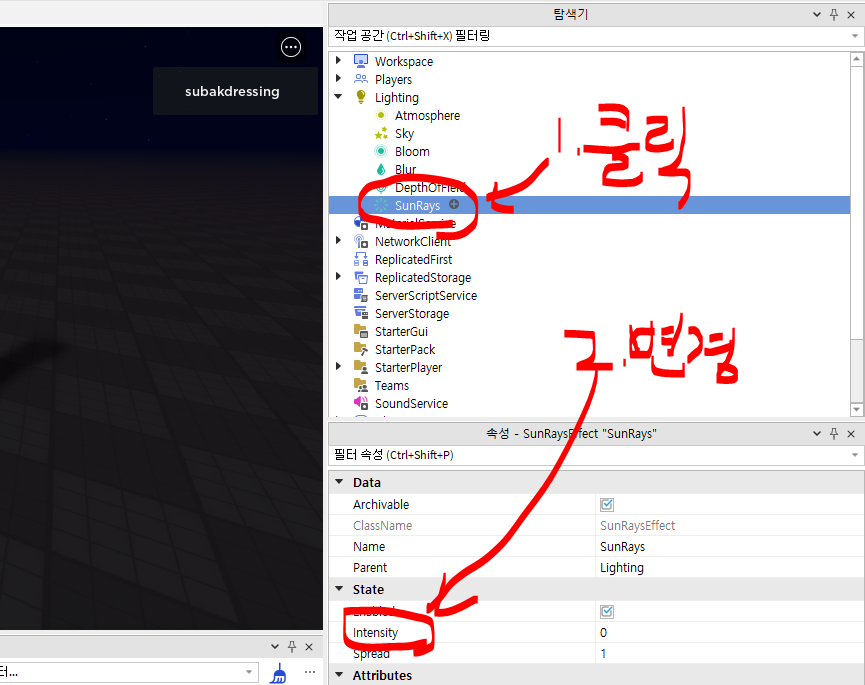 탐색기
작업 공간 (Ctrl+Shift+X) 필터링
subakdressing
Workspace
Players
Lighting
Atmosphere
Sky
Bloom
Blur
DepthOfField
SunRays
MaterialService
NetworkClient
ReplicatedFirst
ReplicatedStorage
ServerScriptService
ServerStorage
StarterGui
StarterPack
StarterPlayer
Teams
SoundService
1.클릭
2.변경
속성 - SunRaysEffect "SunRays"
필터 속성 (Ctrl+Shift+P)
Data
Archivable
ClassName SunRaysEffect
Name SunRays
Parent Lighting
State
Enabled
Intensity 0
Spread 1
Attributes
터...